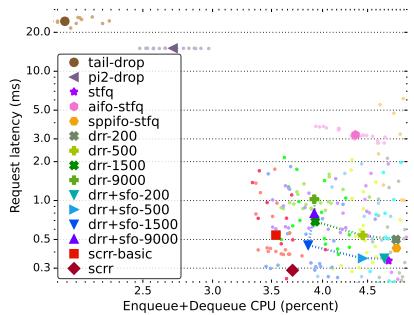 20.0
10.0
5.0
3.0
2.0
1.0
0.5
0.3
Request latency (ms)
tail-drop
pi2-drop
stfq
aifo-stfq
sppifo-stfq
drr-200
drr-500
drr-1500
drr-9000
drr+sfo-200
drr+sfo-500
drr+sfo-1500
drr+sfo-9000
scrr-basic
scrr
2.5 3.0 3.5 4.0 4.5
Enqueue+Dequeue CPU (percent)